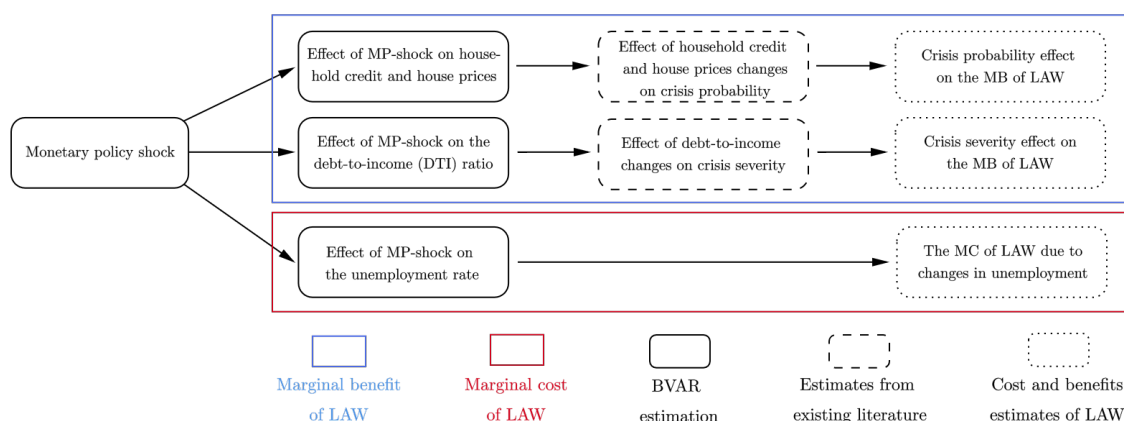 Effect of MP-shock on house-
hold credit and house prices
Effect of household credit
and house prices changes
on crisis probability
Crisis probability effect
on the MB of LAW
Monetary policy shock
Effect of MP-shock on the
debt-to-income (DTI) ratio
Effect of debt-to-income
changes on crisis severity
Crisis severity effect on
the MB of LAW
Effect of MP-shock on
the unemployment rate
The MC of LAW due to
changes in unemployment
Marginal benefit
of LAW
Marginal cost
of LAW
BVAR
estimation
Estimates from
existing literature
Cost and benefits
estimates of LAW